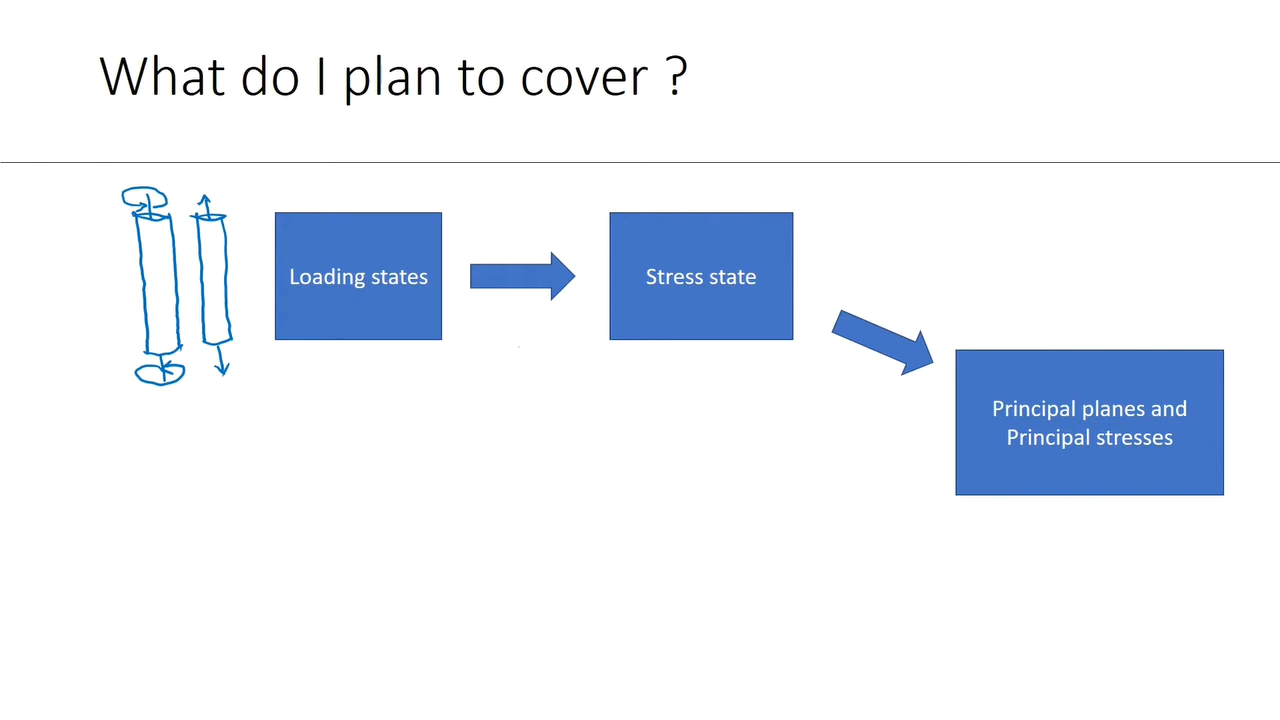 What do I plan to cover ?
Loading states
Stress state
Principal planes and
Principal stresses